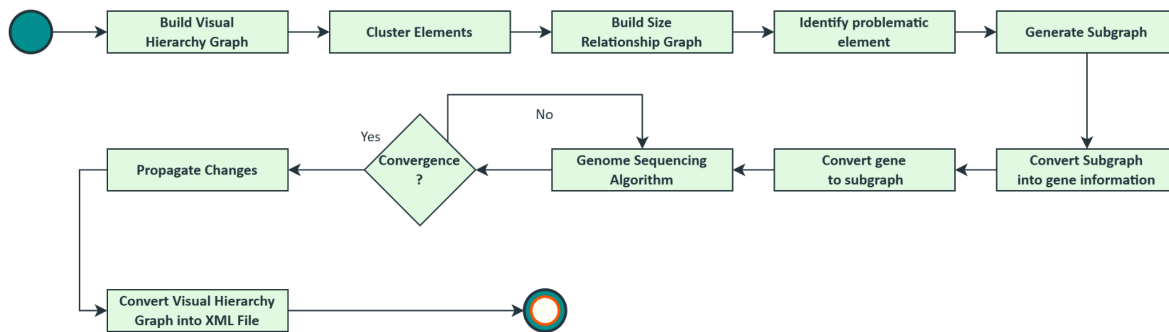 Build Visual
Hierarchy Graph
Cluster Elements
Build Size
Relationship Graph
Identify problematic
element
Generate Subgraph
No
Yes
Propagate Changes
Convergence
?
Genome Sequencing
Algorithm
Convert gene
to subgraph
Convert Subgraph
into gene information
Convert Visual Hierarchy
Graph into XML File